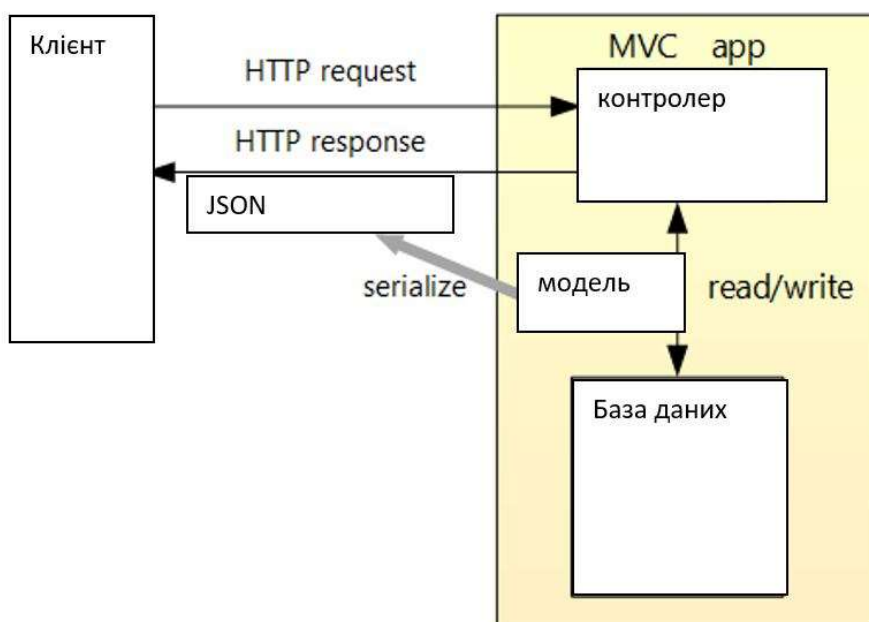 Клієнт
MVC app
HTTP request
контролер
HTTP response
JSON
serialize
модель
read/write
База даних